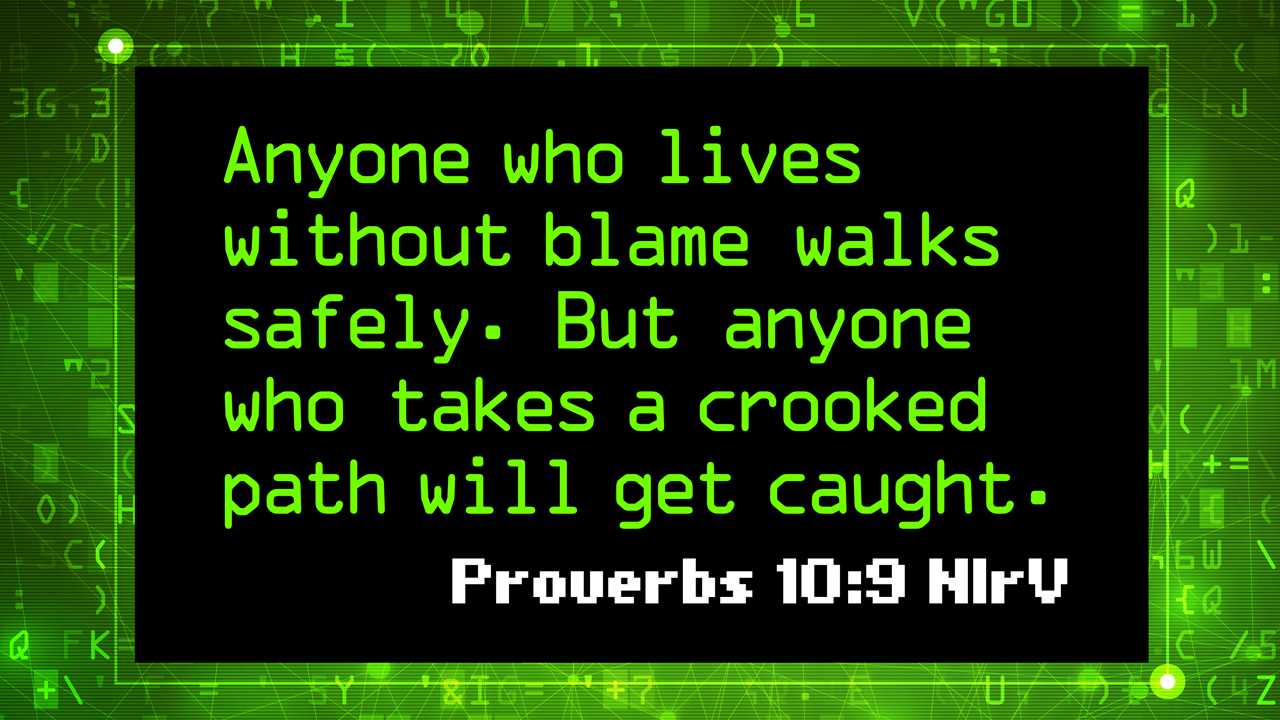 Anyone who lives
without blame walks
safely. But anyone
who takes a crooked
path will get caught.
Proverbs 10:9 NIrV